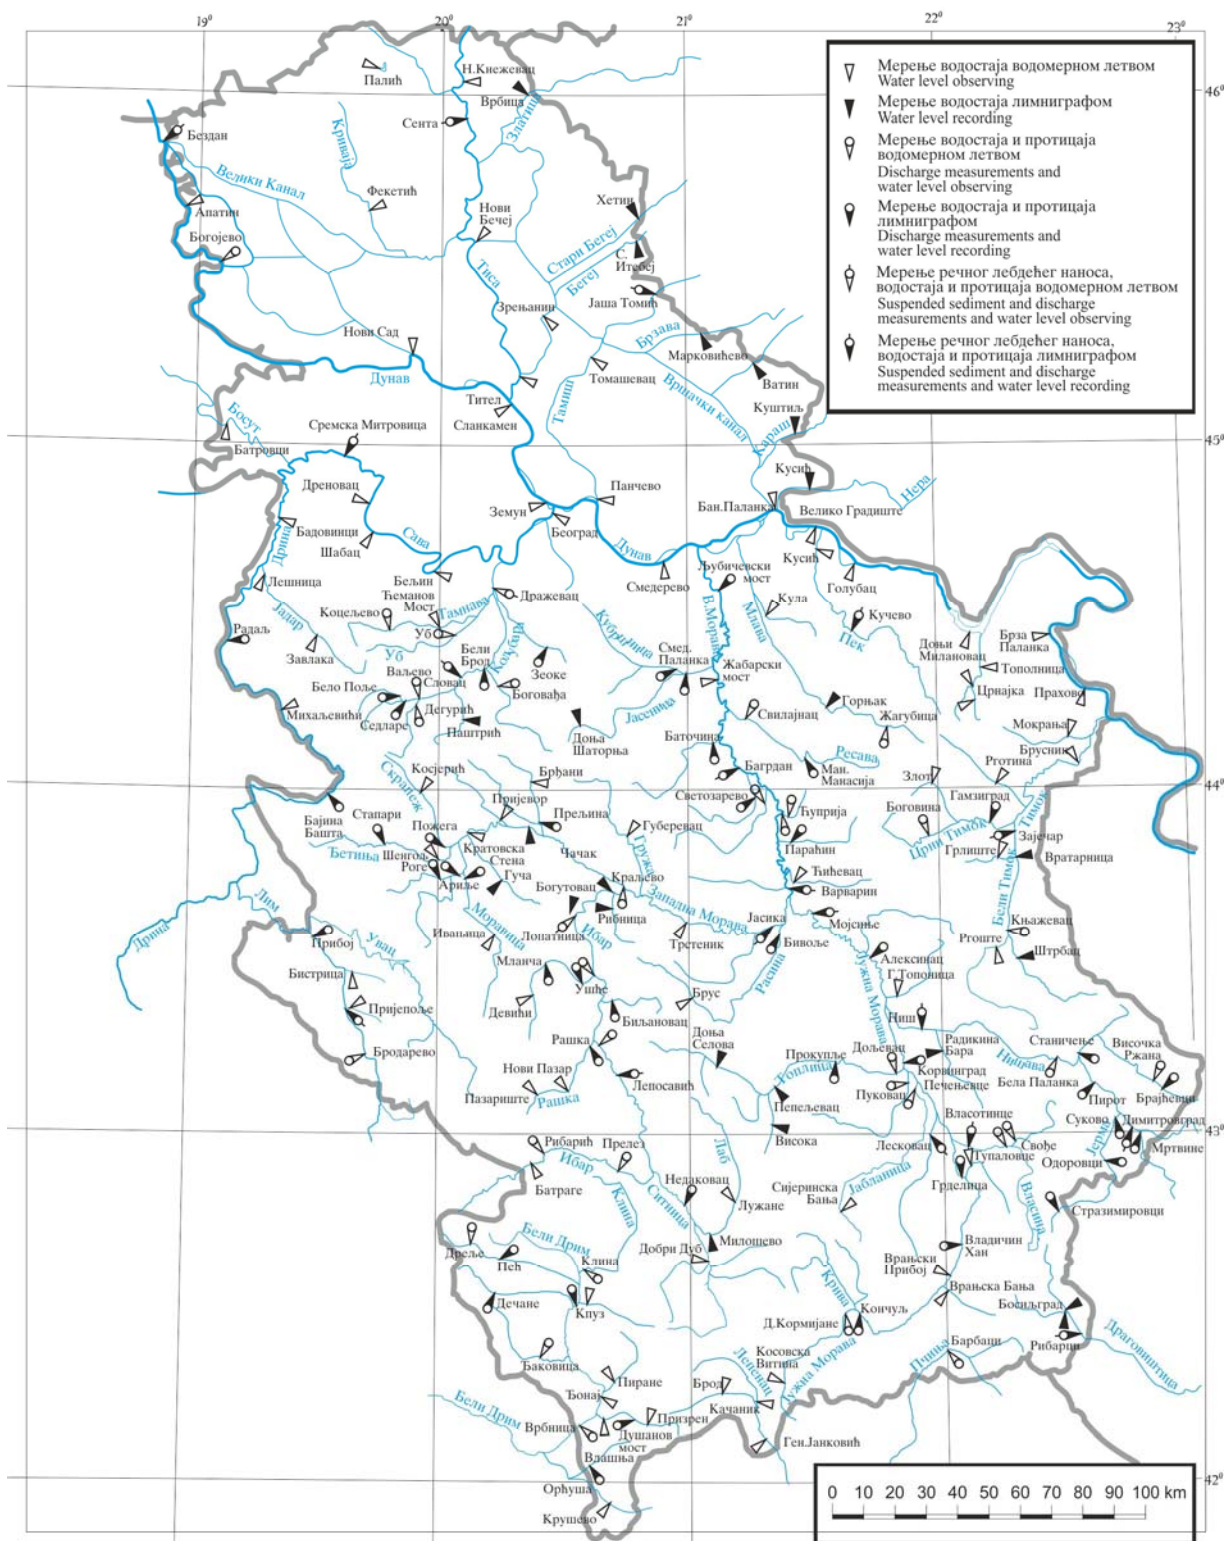 19⁰
20⁰
21⁰
22⁰
23⁰
46⁰
45⁰
44⁰
43⁰
42⁰
Мерење водостаја водомерном летвом
Water level observing
Мерење водостаја лимниграфом
Water level recording
Мерење водостаја и протицаја
водомерном летвом
Discharge measurements and
water level observing
Мерење водостаја и протицаја
лимниграфом
Discharge measurements and
water level recording
Мерење речног лебдећег наноса,
водостаја и протицаја водомерном летвом
Suspended sediment and discharge
measurements and water level observing
Мерење речног лебдећег наноса,
водостаја и протицаја лимниграфом
Suspended sediment and discharge
measurements and water level recording
Палић
Н.Кнежевац
Врбица
Златица
Сента
Бездан
Криваја
Велики Канал
Фекетић
Апатин
Богојево
Нови
Бечеј
Хетин
Стари Бегеј
С.
Итебеј
Бегеј
Тиса
Јаша Томић
Зрењанин
Нови Сад
Брзава
Марковићево
Ватин
Томашевац
Дунав
Тител
Сланкамен
Тамиш
Вршачки канал
Куштиљ
Караш
Босут
Батровци
Сремска Митровица
Дреновац
Кусић
Нера
Панчево
Бан.Паланка
Велико Градиште
Земун
Београд
Бадовинци
Шабац
Сава
Дрина
Дунав
Љубичевски
мост
Смедерево
Кусић
Голубац
Лешница
Белин
Ћеманов
Мост
Тамнава
Дражевац
Коцељево
Јадар
Радаљ
Завлака
Уб
Уб
Колубара
В.Морава
Млава
Кула
Кучево
Пек
Доњи
Милановац
Брза
Паланка
Тополница
Црнајка
Прахово
Кубршница
Смед.
Паланка
Жабарски
мост
Бели
Брод
Зеоке
Ваљево
Словац
Бело Поље
Дегурић
Боговађа
Седларе
Паштрић
Михаљевићи
Доња
Шаторња
Јасеница
Баточина
Свилајнац
Горњак
Жагубица
Мокрања
Брусник
Ресава
Ман.
Манасија
Злот
Рготина
Багрдан
Светозарево
Косјерић
Скрапеж
Брђани
Пријевор
Прељина
Губеревац
Ћуприја
Параћин
Боговина
Гамзиград
Црни Тимок
Тимок
Зајечар
Грлиште
Вратарница
Бајина
Башта
Стапари
Пожега
Ђетиња
Шенгољ
Роге
Кратовска
Стена
Ариље
Гуча
Чачак
Гружа
Краљево
Богутовац
Рибница
Западна Морава
Ћићевац
Варварин
Јасика
Мојсиње
Бивоље
Бели Тимок
Књажевац
Ргоште
Штрбац
Лим
Дрина
Прибој
Увац
Моравица
Ивањица
Лопатница
Ибар
Трстеник
Расина
Алексинац
Г.Топоница
Јужна Морава
Бистрица
Млანча
Ушће
Пријепоље
Девићи
Брус
Биљановац
Ниш
Бродарево
Рашка
Доња
Селова
Прокупље
Дољевац
Радикина
Бара
Станичење
Височка
Ржана
Нови Пазар
Топлица
Корвинград
Нишава
Бела Паланка
Пазариште
Рашка
Лепосавић
Печењевце
Пуковац
Пирот
Брајћевци
Пепељевац
Власотинце
Суково
Димитровград
Висока
Рибарић
Прелез
Лаб
Лесковац
Свође
Јерма
Мртвине
Тупаловце
Одоровци
Ибар
Батраге
Недаковац
Сијеринска
Бања
Јабланица
Грделица
Клина
Ситница
Лужане
Власина
Стразимировци
Дреље
Бели Дрим
Милошево
Добри Дуб
Владичин
Хан
Врањски
Прибој
Пећ
Клина
Врањска Бања
Дечане
Кпуз
Крива
Кончуљ
Босиљград
Д.Кормијане
Рибарци
Барбаци
Драговиштица
Ђаковица
Косовска
Витина
Јужна Морава
Пчиња
Пиране
Лепенац
Ђонај
Брод
Бели Дрим
Качаник
Врбница
Призрен
Душанов
мост
Ген.Јанковић
Влашња
Орћуша
Крушево
0 10 20 30 40 50 60 70 80 90 100 km